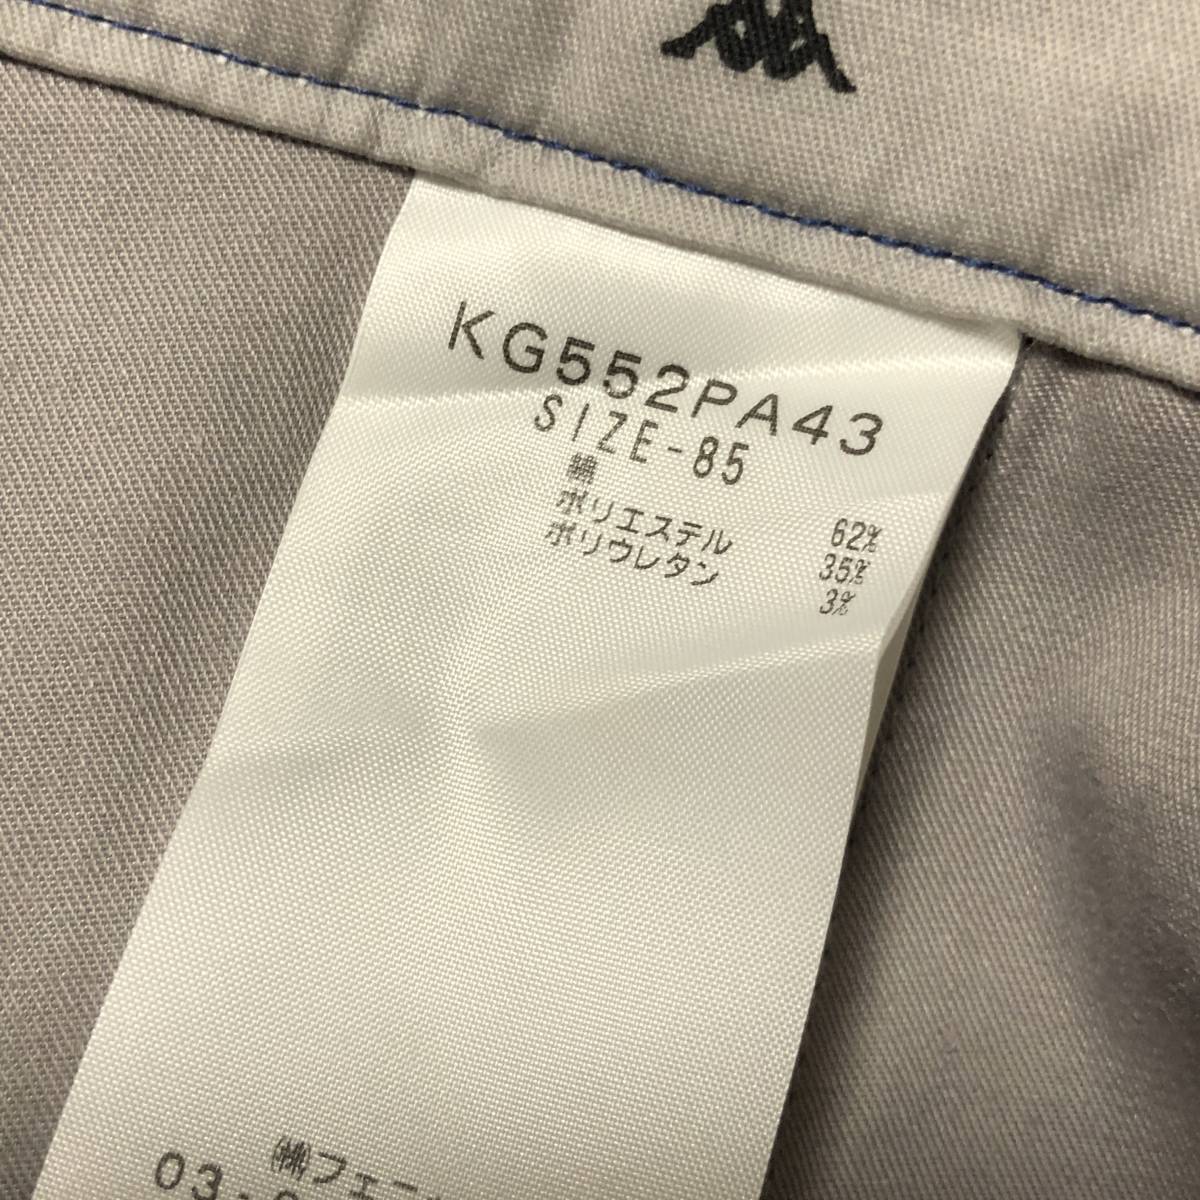 KG552PA43
SIZE-85
綿 62%
ポリエステル 35%
ポリウレタン 3%
㈱フェニ
03-